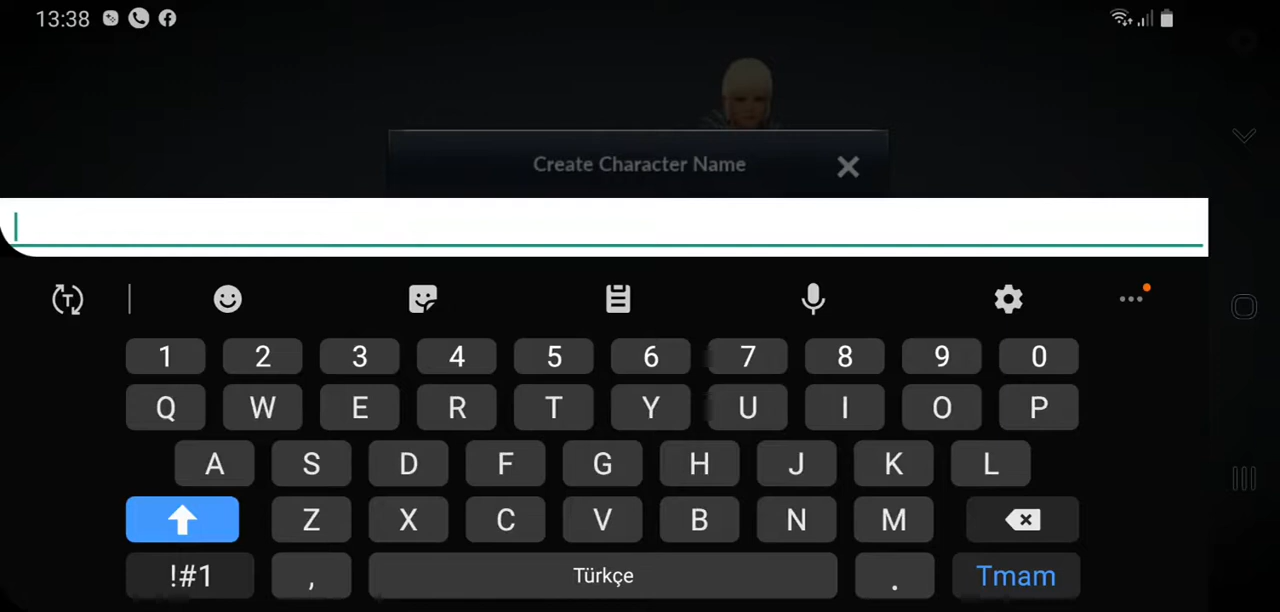 13:38
Create Character Name
1 2 3 4 5 6 7 8 9 0
Q W E R T Y U I O P
A S D F G H J K L
Z X C V B N M
!#1 , Türkçe . Tmam